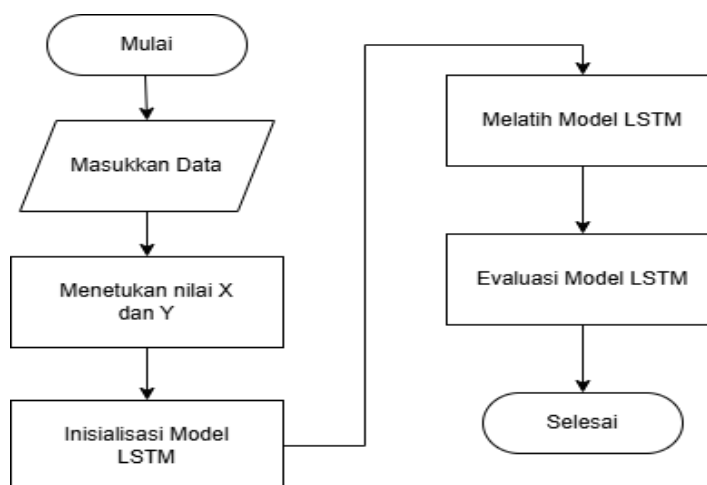 Mulai
Masukkan Data
Menetukan nilai X
dan Y
Inisialisasi Model
LSTM
Melatih Model LSTM
Evaluasi Model LSTM
Selesai